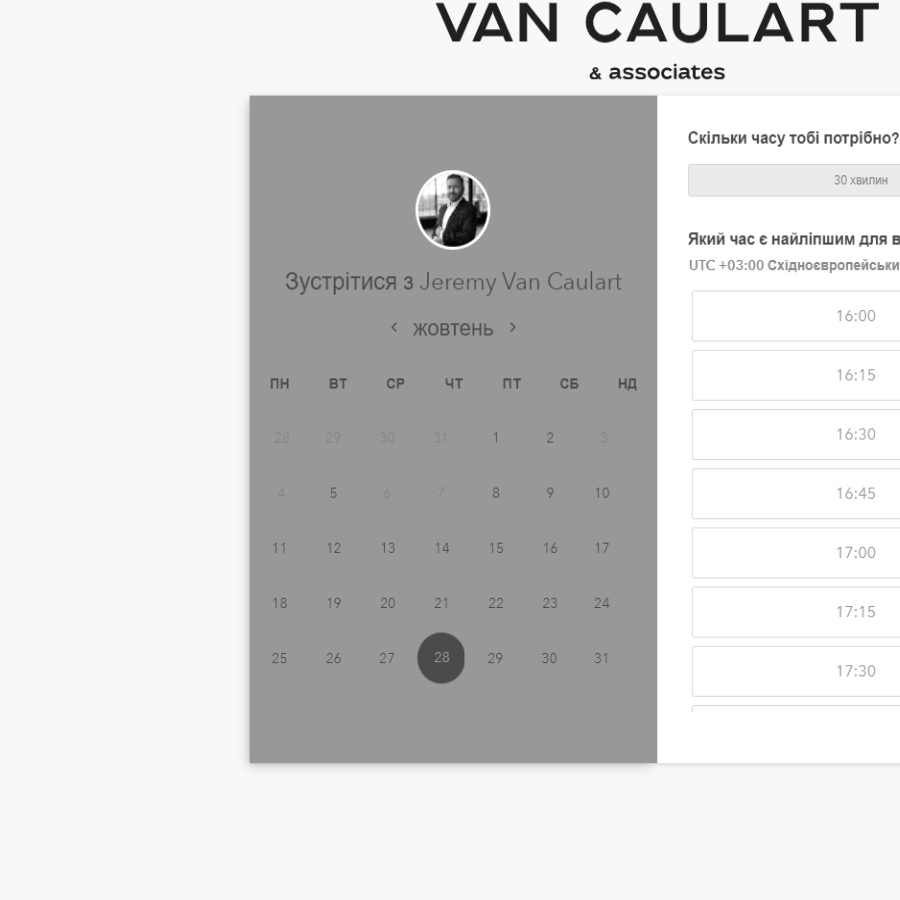 VAN CAULART
& associates
Зустрітися з Jeremy Van Caulart
‹ жовтень ›
ПН ВТ СР ЧТ ПТ СБ НД
28 29 30 31 1 2 3
4 5 6 7 8 9 10
11 12 13 14 15 16 17
18 19 20 21 22 23 24
25 26 27 28 29 30 31
Скільки часу тобі потрібно?
30 хвилин
Який час є найліпшим для в
UTC +03:00 Східноєвропейськи
16:00
16:15
16:30
16:45
17:00
17:15
17:30